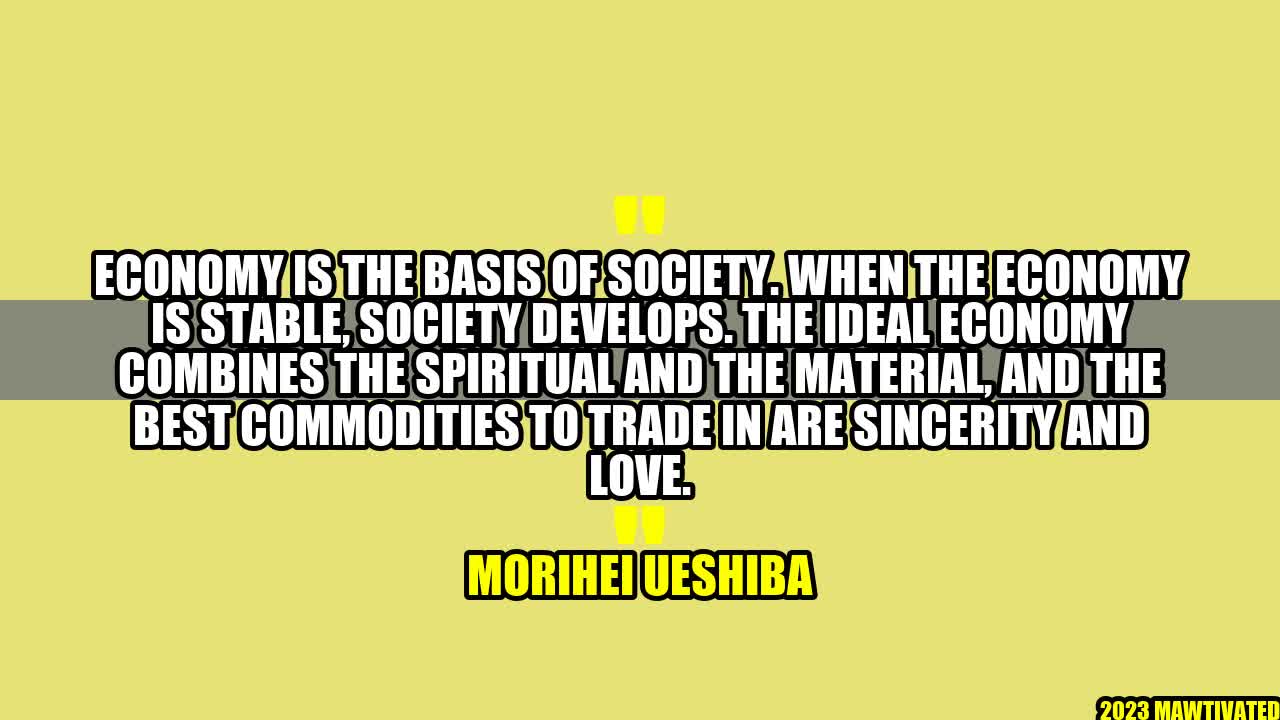 "
ECONOMY IS THE BASIS OF SOCIETY. WHEN THE ECONOMY
IS STABLE, SOCIETY DEVELOPS. THE IDEAL ECONOMY
COMBINES THE SPIRITUAL AND THE MATERIAL, AND THE
BEST COMMODITIES TO TRADE IN ARE SINCERITY AND
LOVE.
"
MORIHEI UESHIBA
2023 MAWTIVATED